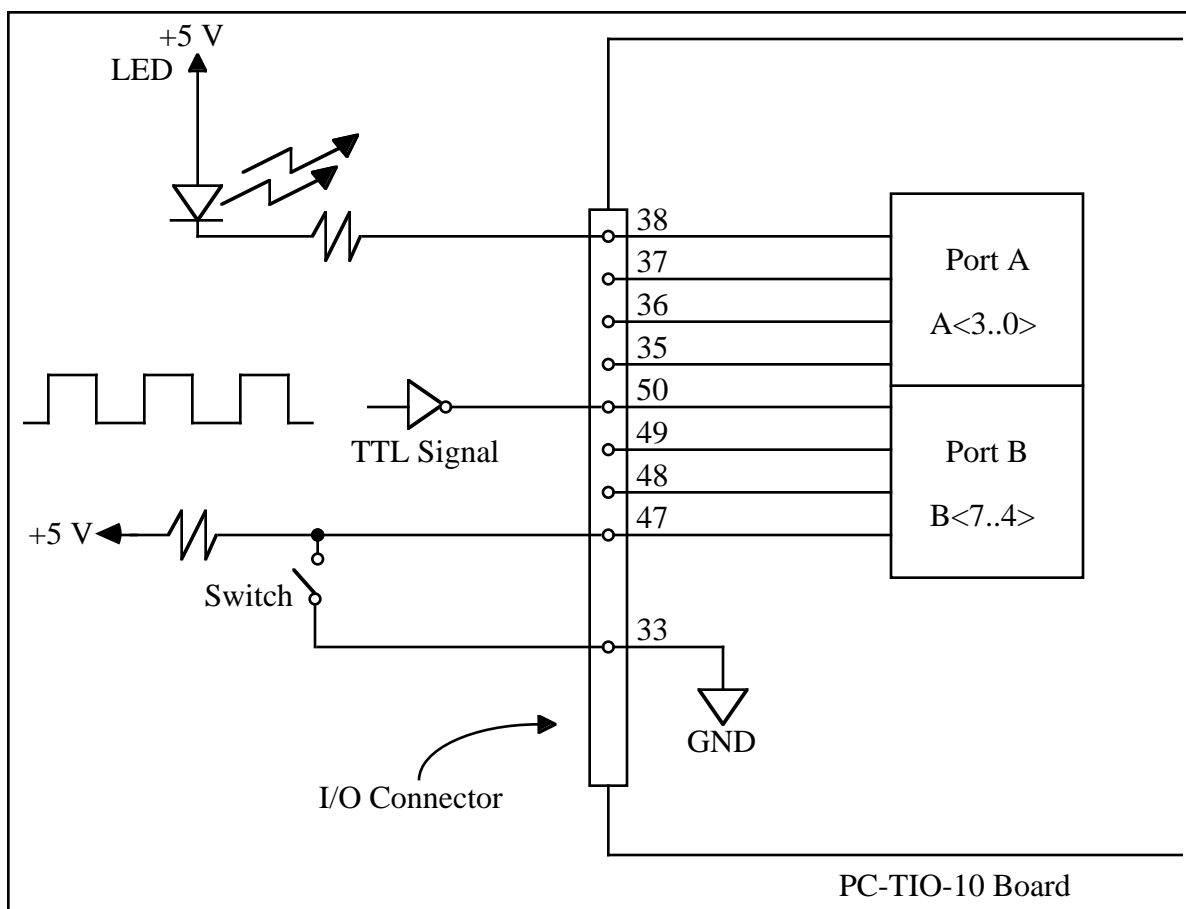 +5 V
LED
38
37
Port A
36
A<3..0>
35
50
TTL Signal
49
Port B
48
B<7..4>
47
+5 V
Switch
33
GND
I/O Connector
PC-TIO-10 Board